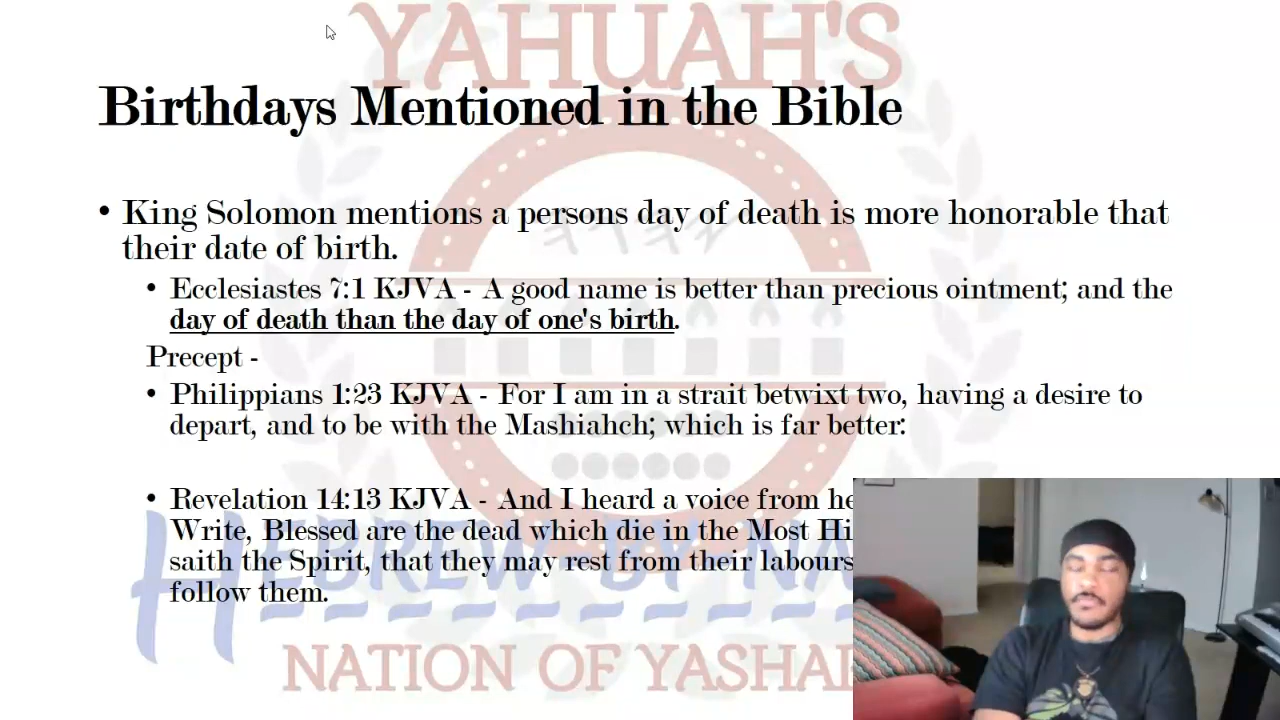 YAHUAH'S
Birthdays Mentioned in the Bible
• King Solomon mentions a persons day of death is more honorable that
their date of birth.
• Ecclesiastes 7:1 KJVA - A good name is better than precious ointment; and the
day of death than the day of one's birth.
Precept -
• Philippians 1:23 KJVA - For I am in a strait betwixt two, having a desire to
depart, and to be with the Mashiahch; which is far better:
• Revelation 14:13 KJVA - And I heard a voice from he
Write, Blessed are the dead which die in the Most Hi
saith the Spirit, that they may rest from their labours
follow them.
HEBREW BY NA
NATION OF YASHA